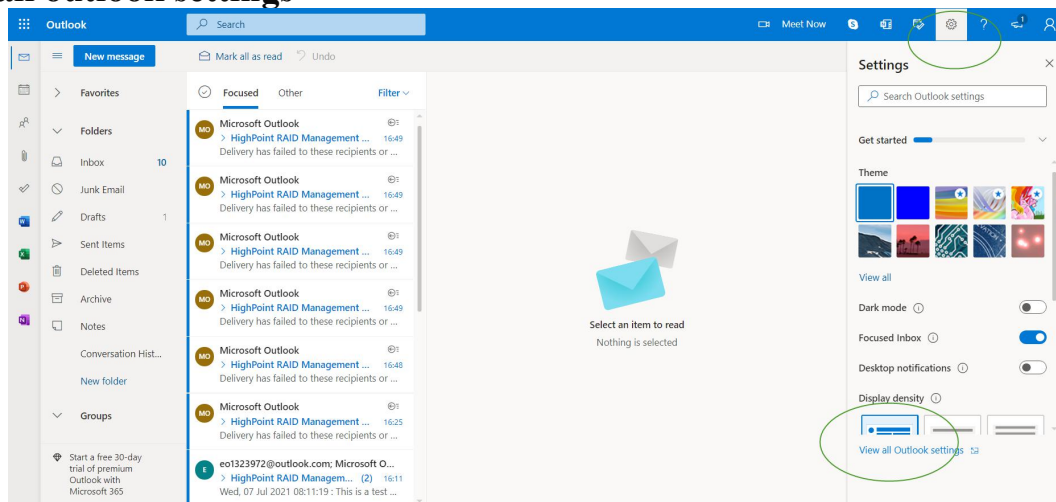 Outlook
Search
Meet Now
?
1
New message
Mark all as read
Undo
Favorites
Folders
Inbox 10
Junk Email
Drafts 1
Sent Items
Deleted Items
Archive
Notes
Conversation Hist...
New folder
Groups
Start a free 30-day
trial of premium
Outlook with
Microsoft 365
Focused Other Filter
MO
Microsoft Outlook
> HighPoint RAID Management ... 16:49
Delivery has failed to these recipients or ...
MO
Microsoft Outlook
> HighPoint RAID Management ... 16:49
Delivery has failed to these recipients or ...
MO
Microsoft Outlook
> HighPoint RAID Management ... 16:49
Delivery has failed to these recipients or ...
MO
Microsoft Outlook
> HighPoint RAID Management ... 16:49
Delivery has failed to these recipients or ...
MO
Microsoft Outlook
> HighPoint RAID Management ... 16:48
Delivery has failed to these recipients or ...
MO
Microsoft Outlook
> HighPoint RAID Management ... 16:25
Delivery has failed to these recipients or ...
E
eo1323972@outlook.com; Microsoft O...
> HighPoint RAID Managem... (2) 16:11
Wed, 07 Jul 2021 08:11:19 : This is a test ...
Select an item to read
Nothing is selected
Settings
Search Outlook settings
Get started
Theme
View all
Dark mode
Focused Inbox
Desktop notifications
Display density
View all Outlook settings